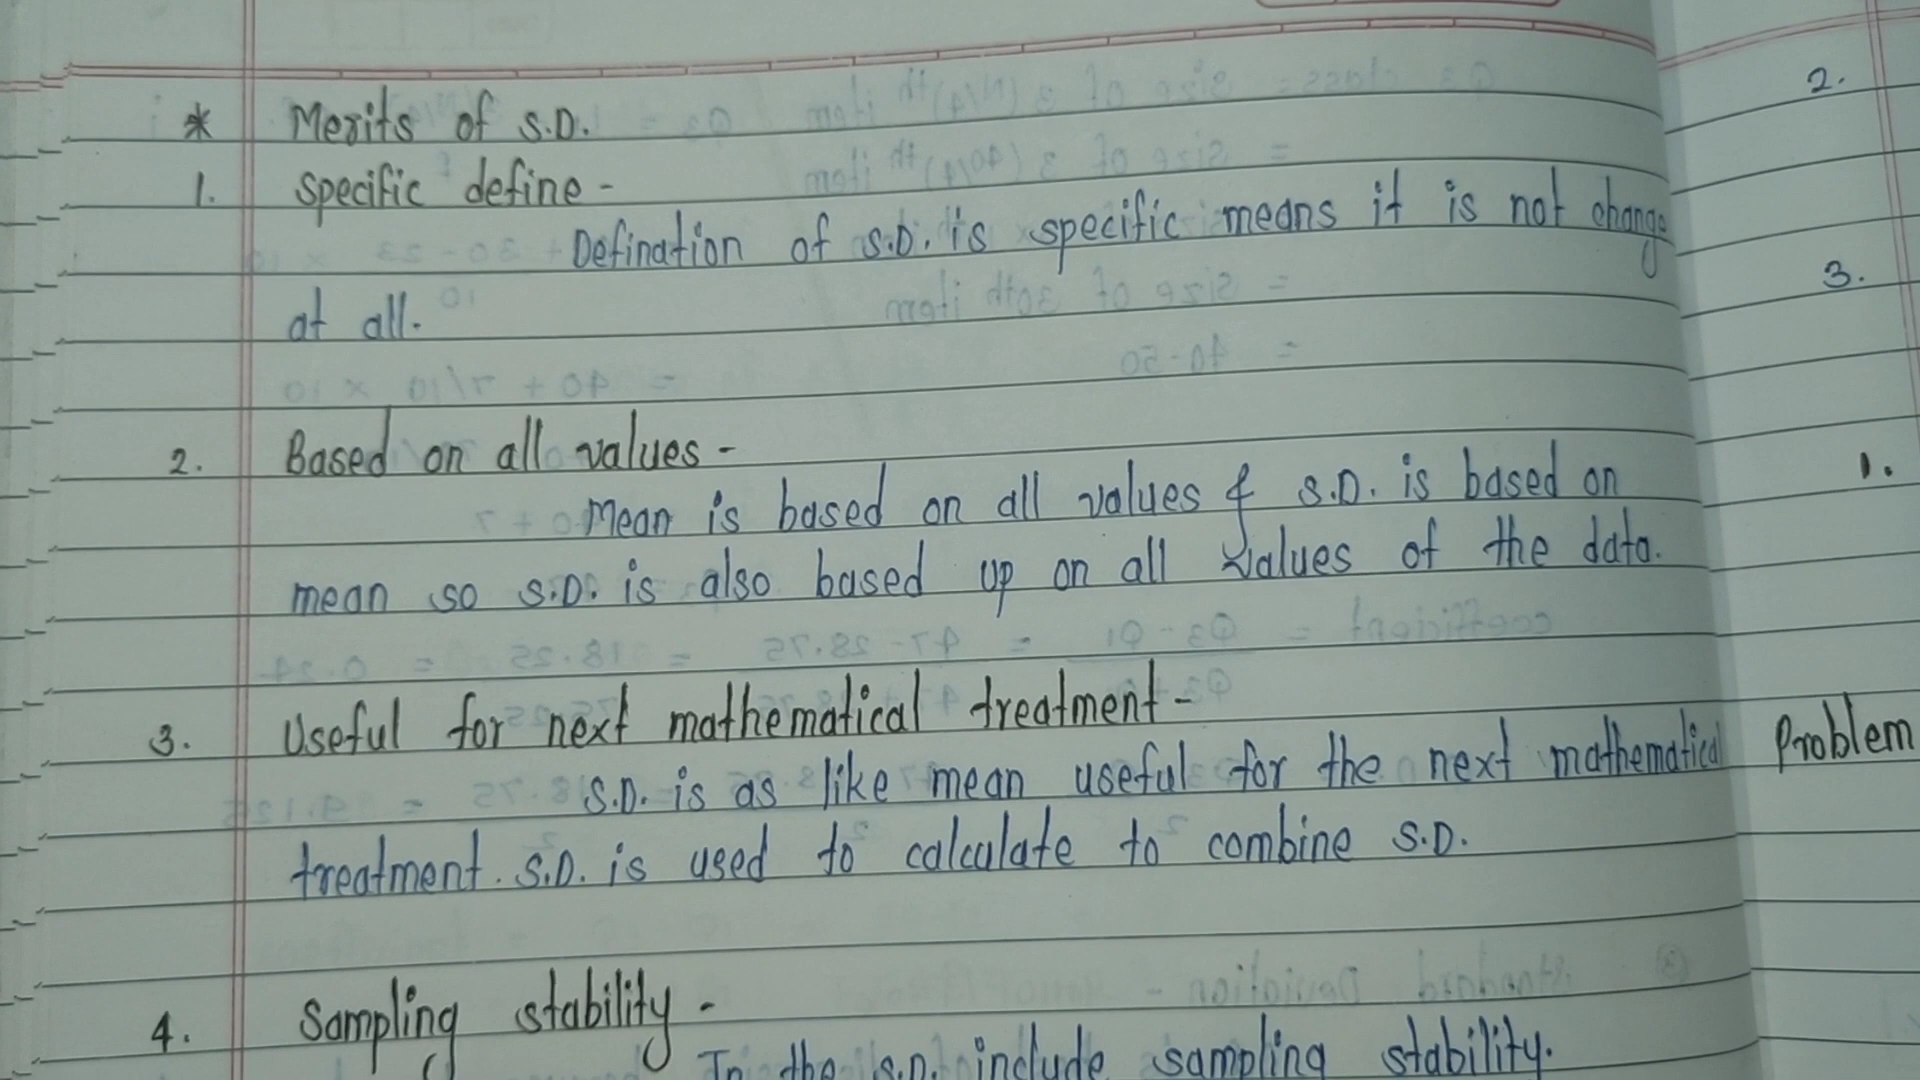 * Merits of S.D.
1. Specific define -
Defination of S.D. is specific means it is not change
at all.
2. Based on all values -
Mean is based on all values & S.D. is based on
mean so S.D. is also based up on all values of the data.
3. Useful for next mathematical treatment -
S.D. is as like mean useful for the next mathematical
treatment. S.D. is used to calculate to combine S.D.
4. Sampling stability -
In the S.D. include sampling stability.
2.
3.
1.
Problem